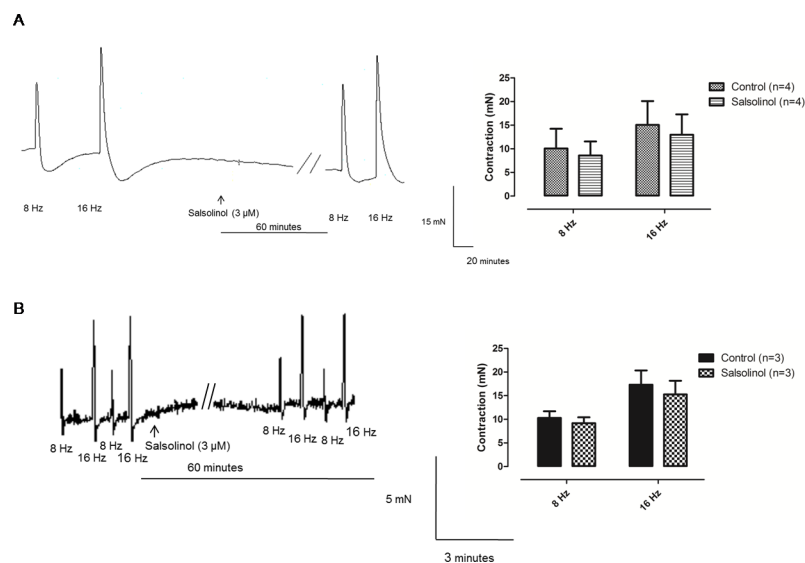 A
8 Hz 16 Hz
Salsolinol (3 µM)
60 minutes
8 Hz 16 Hz
15 mN
20 minutes
Contraction (mN)
25
20
15
10
5
0
8 Hz
16 Hz
Control (n=4)
Salsolinol (n=4)
B
8 Hz
16 Hz
8 Hz
16 Hz
Salsolinol (3 µM)
60 minutes
8 Hz
16 Hz
8 Hz
16 Hz
5 mN
3 minutes
Contraction (mN)
25
20
15
10
5
0
8 Hz
16 Hz
Control (n=3)
Salsolinol (n=3)